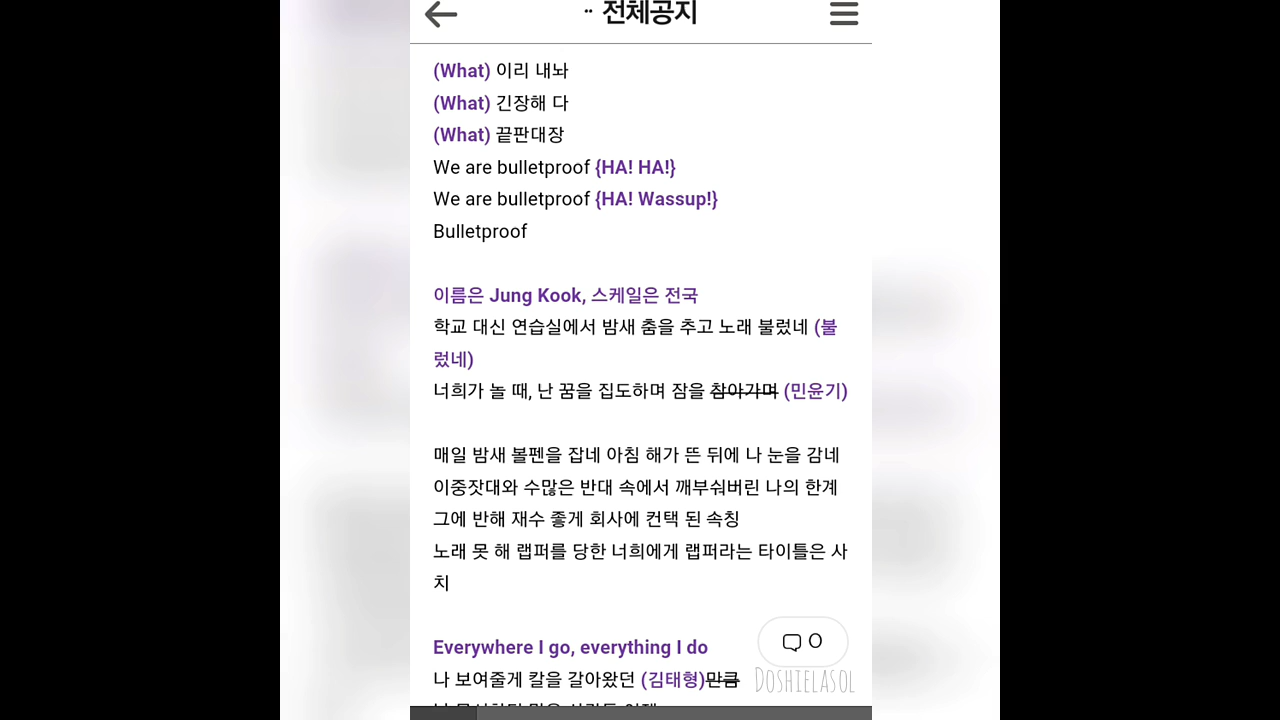 ·· 전체공지
(What) 이리 내놔
(What) 긴장해 다
(What) 끝판대장
We are bulletproof {HA! HA!}
We are bulletproof {HA! Wassup!}
Bulletproof
이름은 Jung Kook, 스케일은 전국
학교 대신 연습실에서 밤새 춤을 추고 노래 불렀네 (불
렀네)
너희가 놀 때, 난 꿈을 집도하며 잠을 참아가며 (민윤기)
매일 밤새 볼펜을 잡네 아침 해가 뜬 뒤에 나 눈을 감네
이중잣대와 수많은 반대 속에서 깨부숴버린 나의 한계
그에 반해 재수 좋게 회사에 컨택 된 속칭
노래 못 해 랩퍼를 당한 너희에게 랩퍼라는 타이틀은 사
치
Everywhere I go, everything I do
0
나 보여줄게 칼을 갈아왔던 (김태형)만큼
DOSHIELASOL